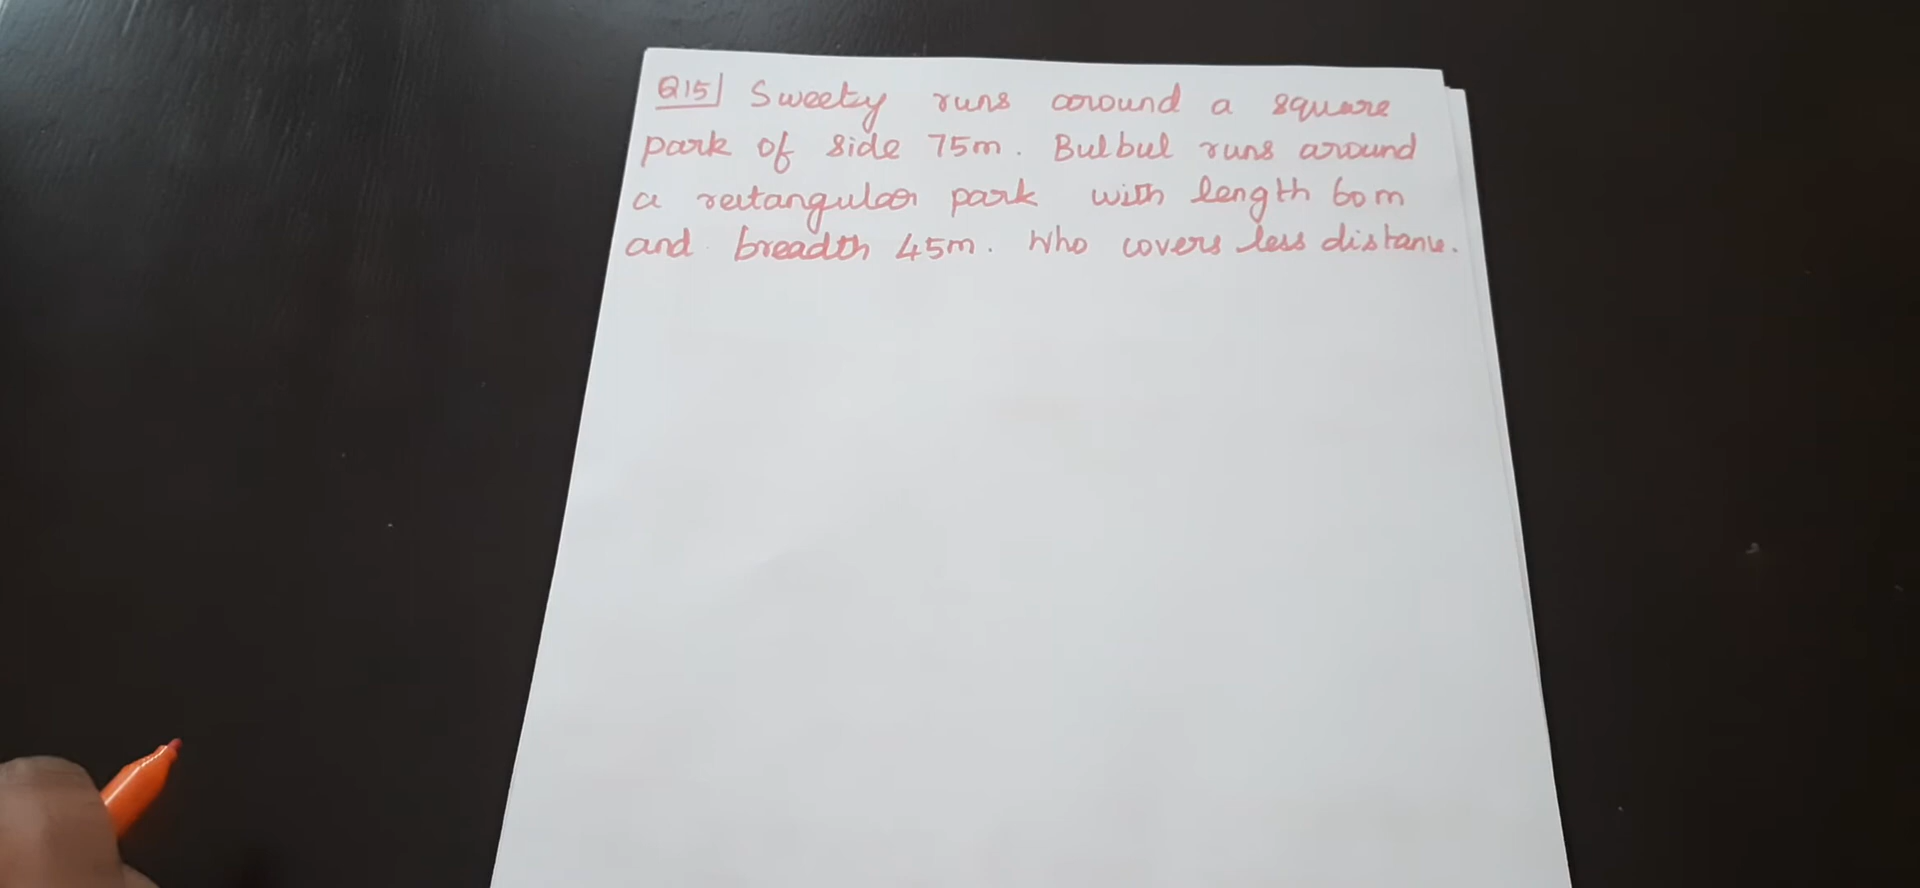 Q15) Sweety runs around a square
park of side 75m. Bulbul runs around
a rectangular park with length 60m
and breadth 45m. Who covers less distance.